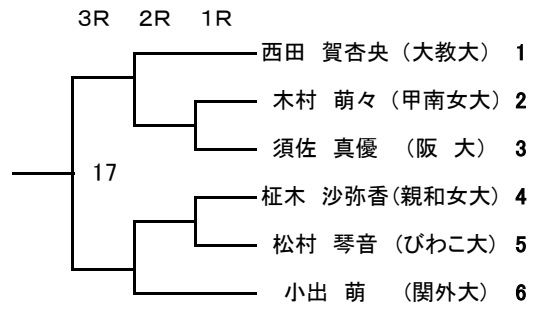 3R 2R 1R
西田 賀杏央 (大教大) 1
木村 萌々 (甲南女大) 2
須佐 真優 (阪 大) 3
17
柾木 沙弥香(親和女大) 4
松村 琴音 (びわこ大) 5
小出 萌 (関外大) 6